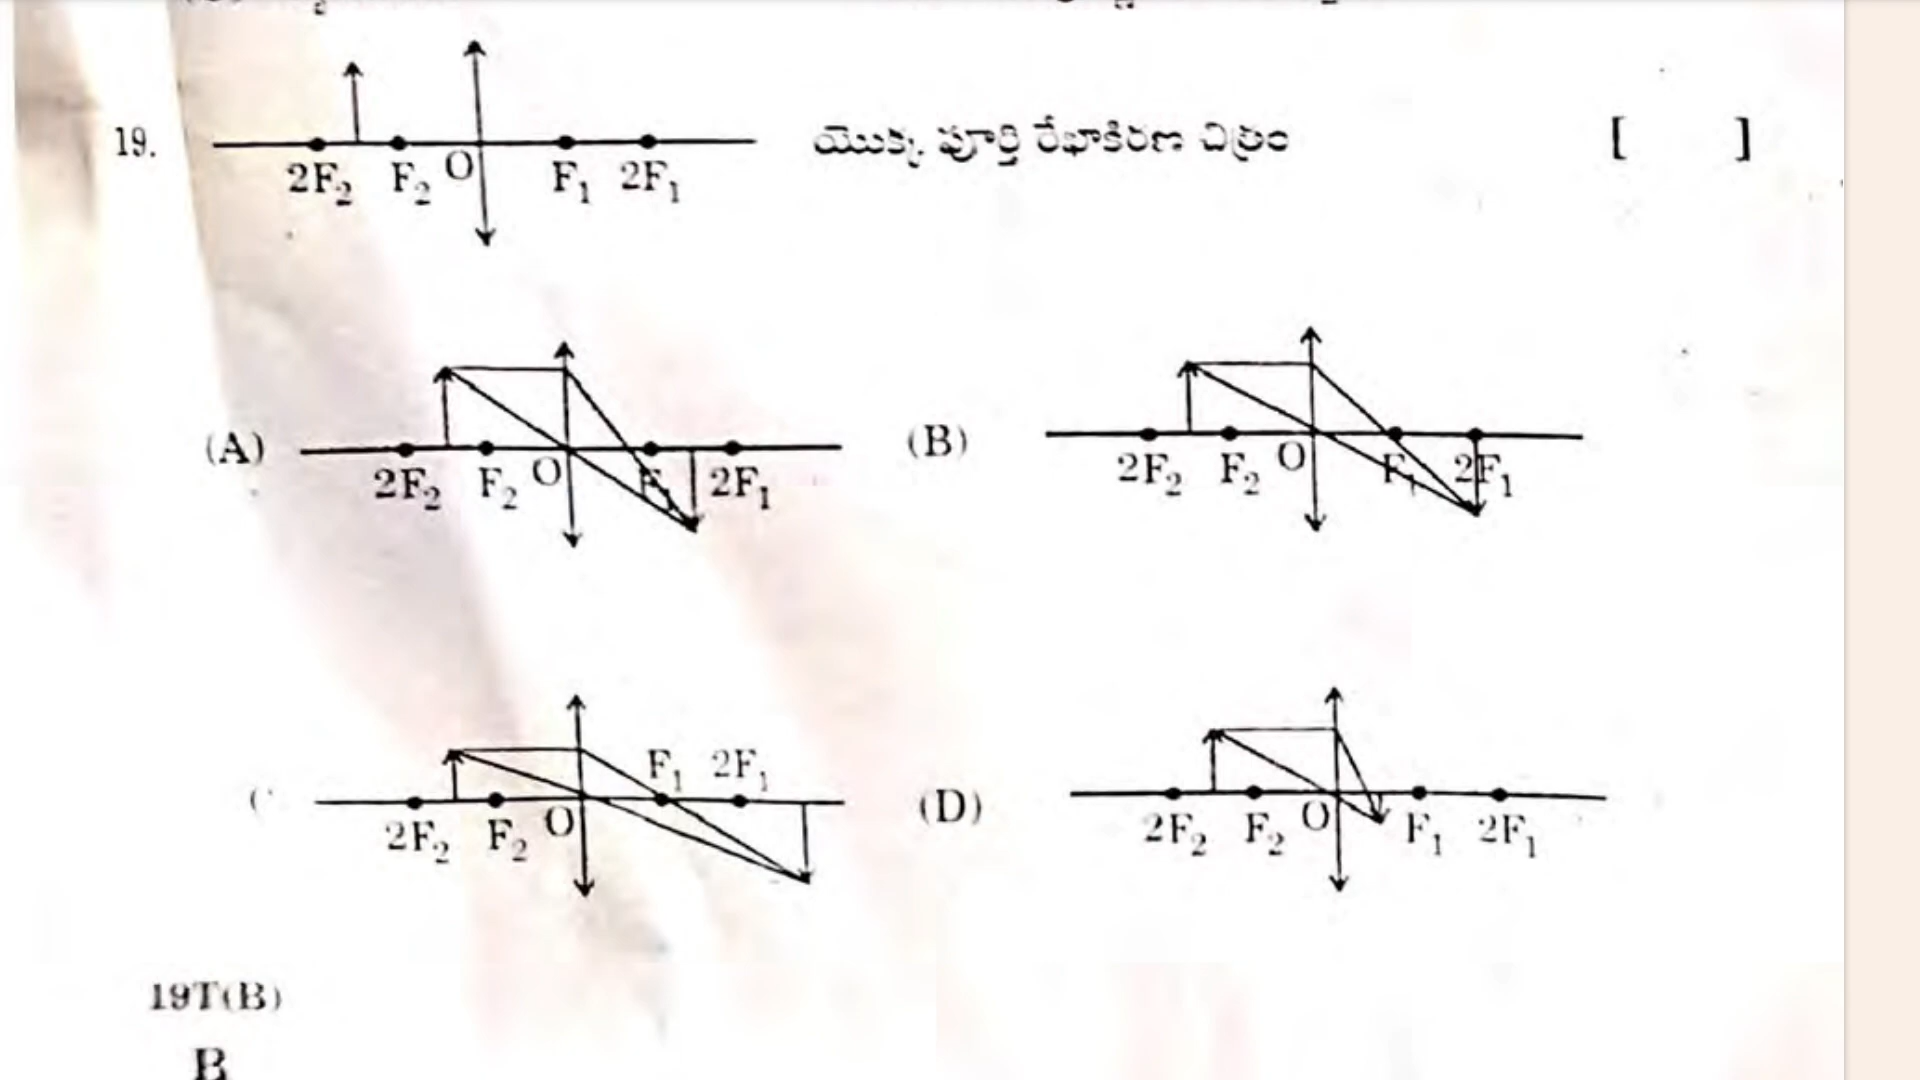 19.
2F₂ F₂ O F₁ 2F₁ యొక్క పూర్తి రేఖాకిరణ చిత్రం [ ]
(A) 2F₂ F₂ O F₁ 2F₁
(B) 2F₂ F₂ O F₁ 2F₁
( 2F₂ F₂ O F₁ 2F₁
(D) 2F₂ F₂ O F₁ 2F₁
19T(B)
B